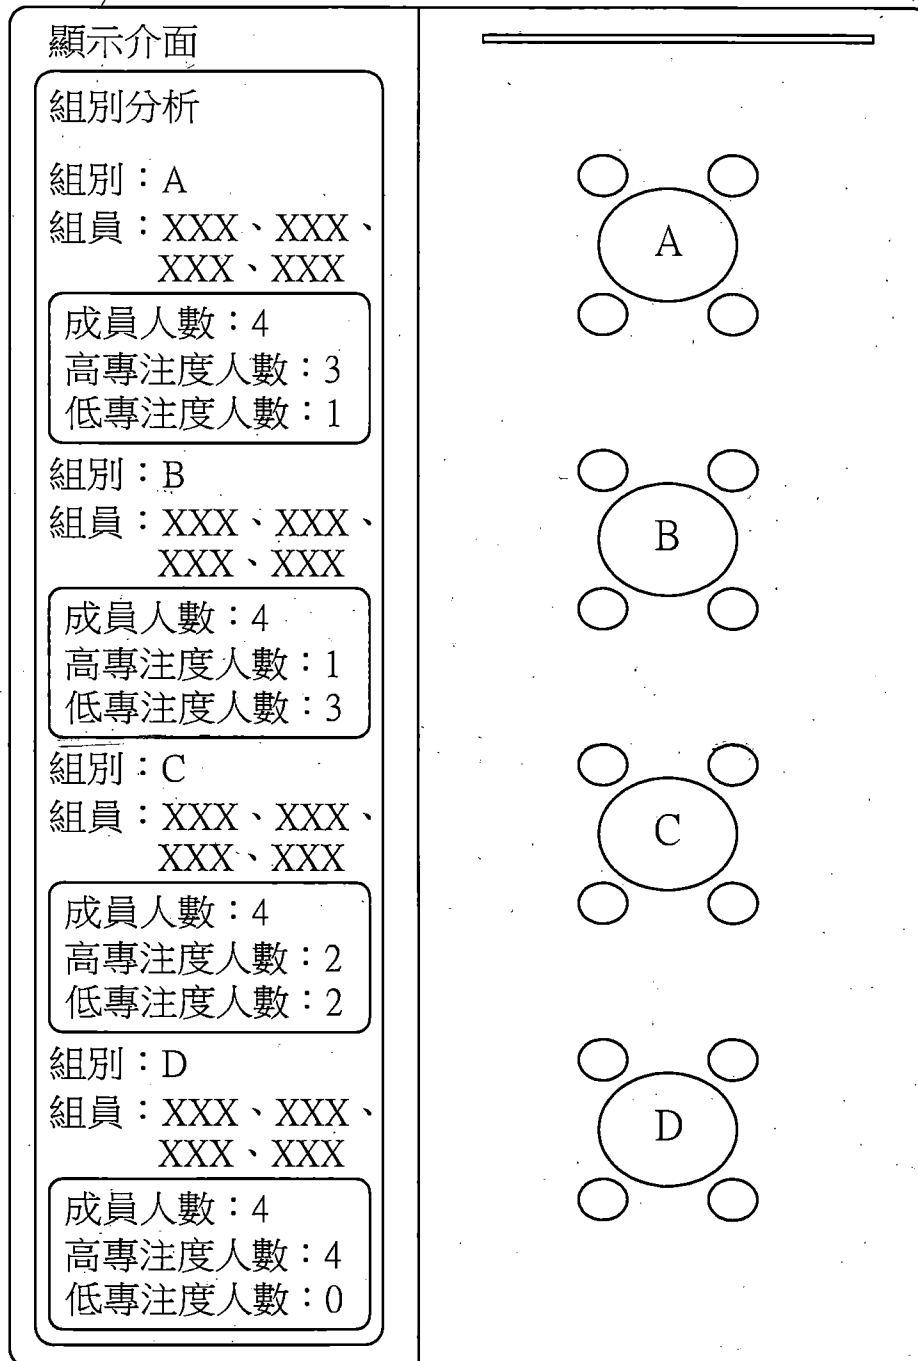 顯示介面
組別分析
組別：A
組員：XXX、XXX、
XXX、XXX
成員人數：4
高專注度人數：3
低專注度人數：1
組別：B
組員：XXX、XXX、
XXX、XXX
成員人數：4
高專注度人數：1
低專注度人數：3
組別：C
組員：XXX、XXX、
XXX、XXX
成員人數：4
高專注度人數：2
低專注度人數：2
組別：D
組員：XXX、XXX、
XXX、XXX
成員人數：4
高專注度人數：4
低專注度人數：0
A
B
C
D